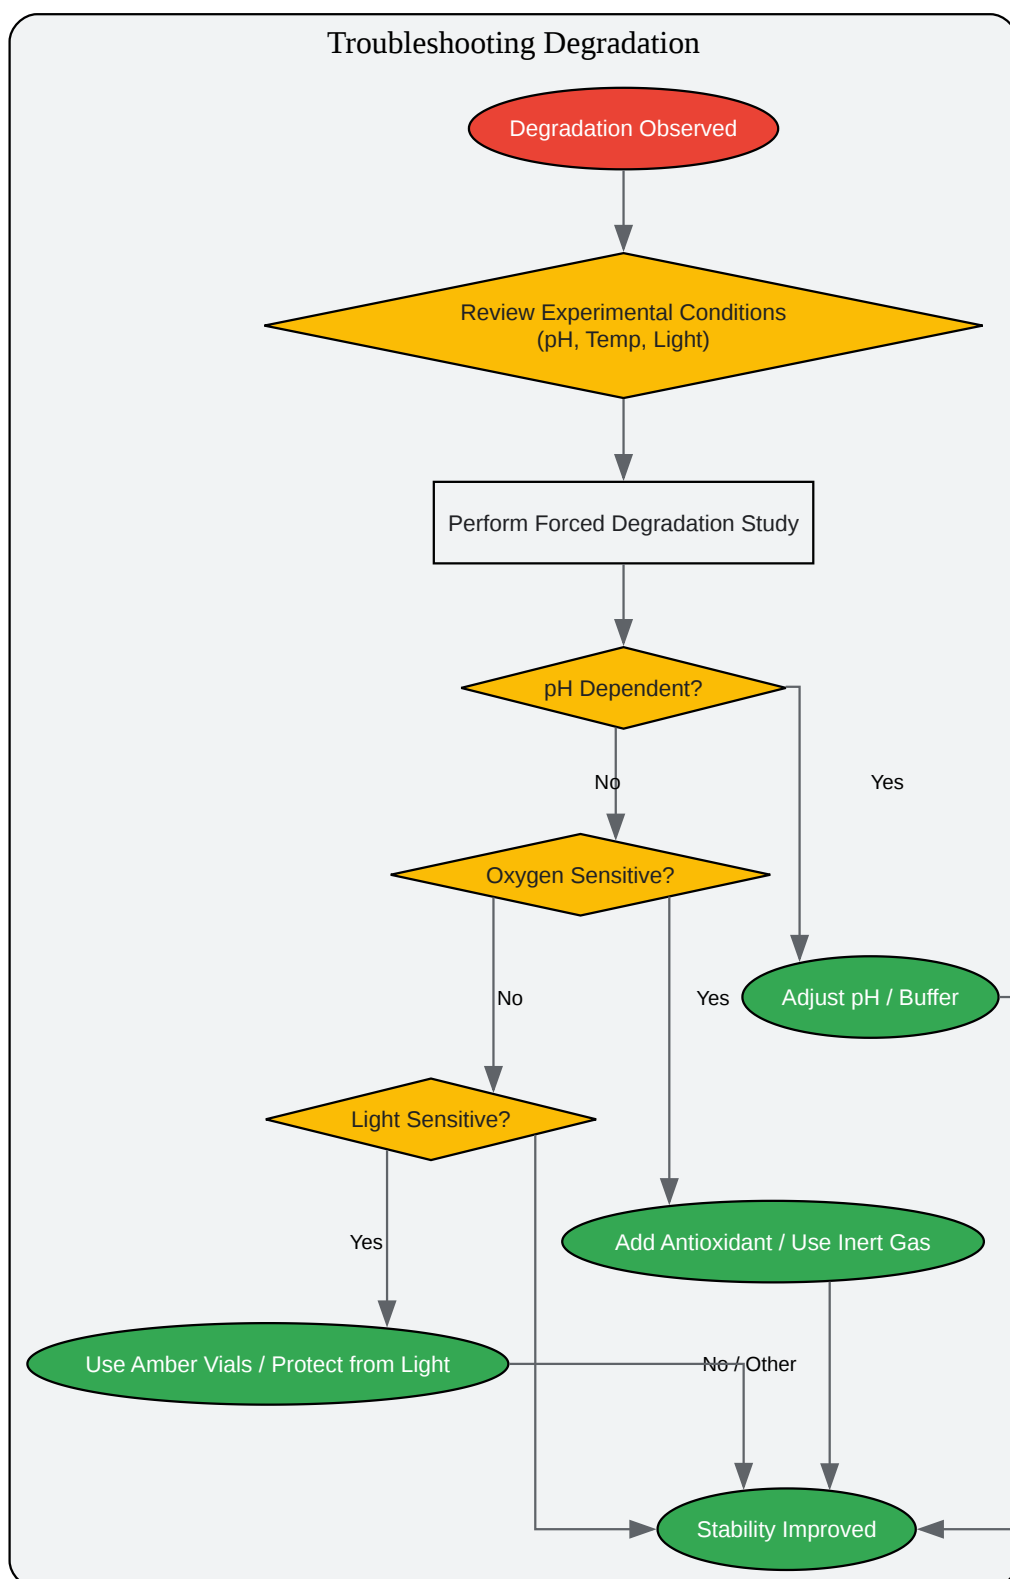 Troubleshooting Degradation
Degradation Observed
Review Experimental Conditions
(pH, Temp, Light)
Perform Forced Degradation Study
pH Dependent?
No
Yes
Oxygen Sensitive?
No
Yes
Adjust pH / Buffer
Light Sensitive?
Yes
Add Antioxidant / Use Inert Gas
Use Amber Vials / Protect from Light
No / Other
Stability Improved